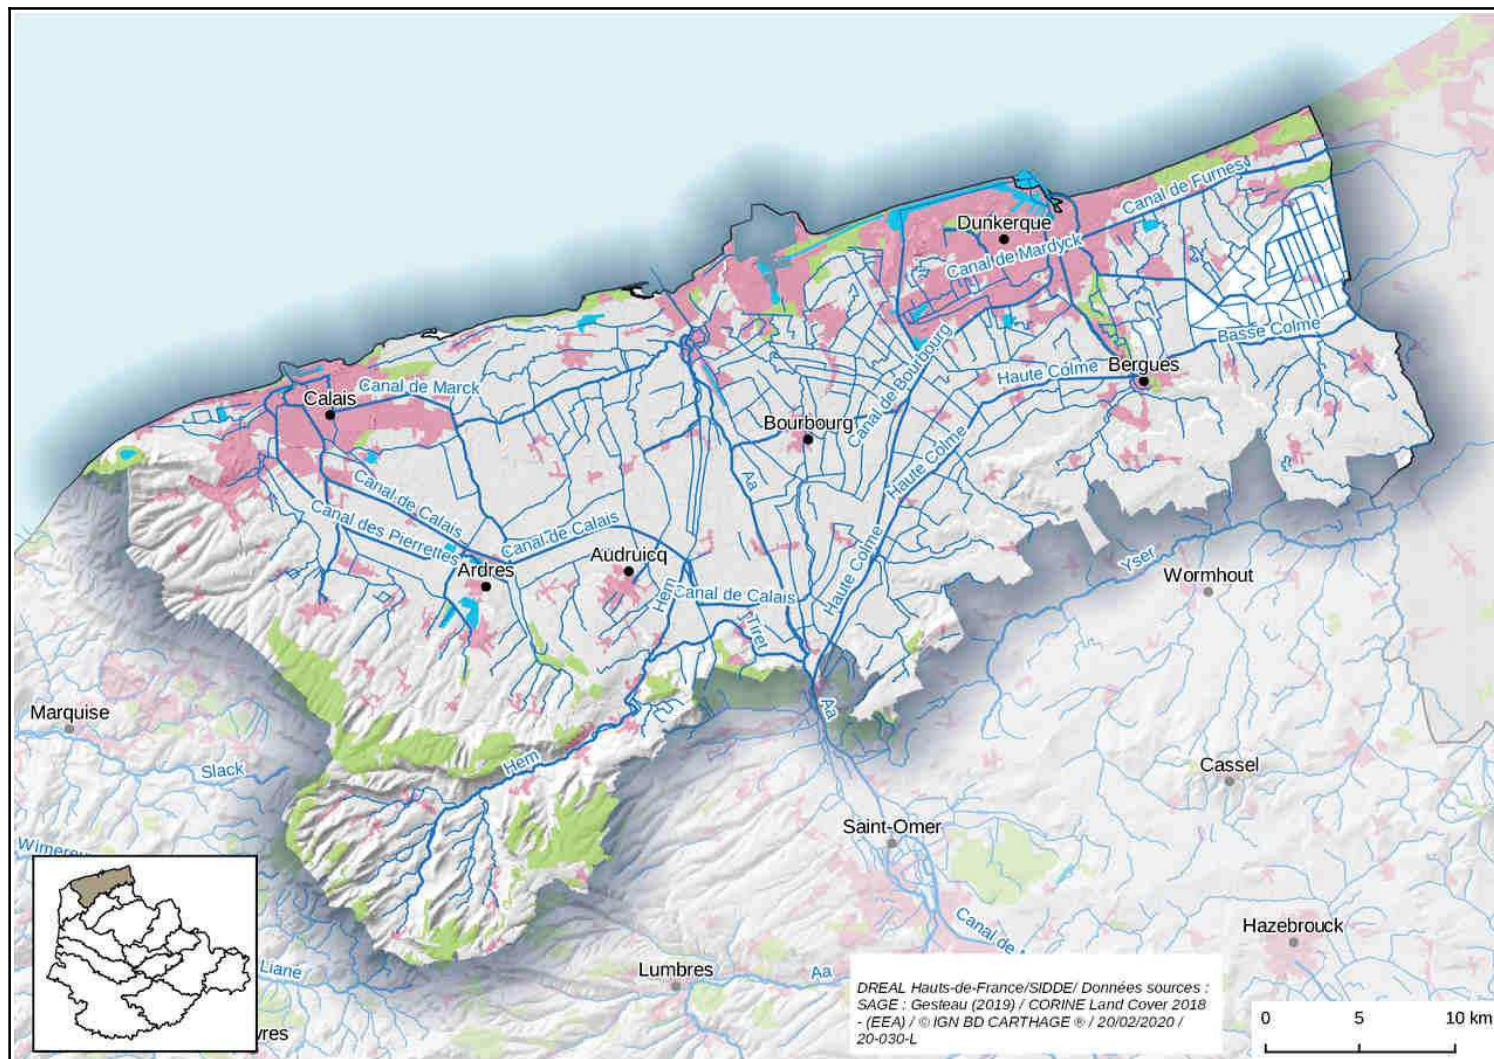 Canal de Furnes
Dunkerque
Canal de Mardyck
Basse Colme
Canal de Bourbourg
Haute Colme
Bergues
Canal de Marck
Calais
Bourbourg
Haute Colme
Aa
Canal de Calais
Canal des Pierrettes
Canal de Calais
Audruicq
Haute Colme
Yser
Ardres
Wormhout
Hem
Canal de Calais
Tiret
Marquise
Aa
Hem
Slack
Cassel
Saint-Omer
Canal de
Hazebrouck
Liane
Lumbres
Aa
DREAL Hauts-de-France/SIDDE/ Données sources :
SAGE : Gesteau (2019) / CORINE Land Cover 2018
- (EEA) / © IGN BD CARTHAGE ® / 20/02/2020 /
20-030-L
0 5 10 km